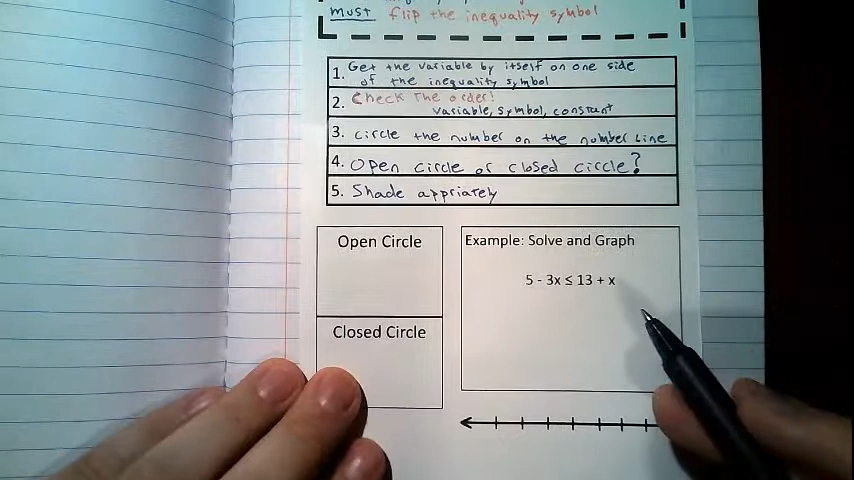 must flip the inequality symbol
1. Get the variable by itself on one side
of the inequality symbol
2. Check The order!
variable, symbol, constant
3. circle the number on the number line
4. Open circle or closed circle?
5. Shade appriately
Open Circle
Closed Circle
Example: Solve and Graph
5 - 3x ≤ 13 + x